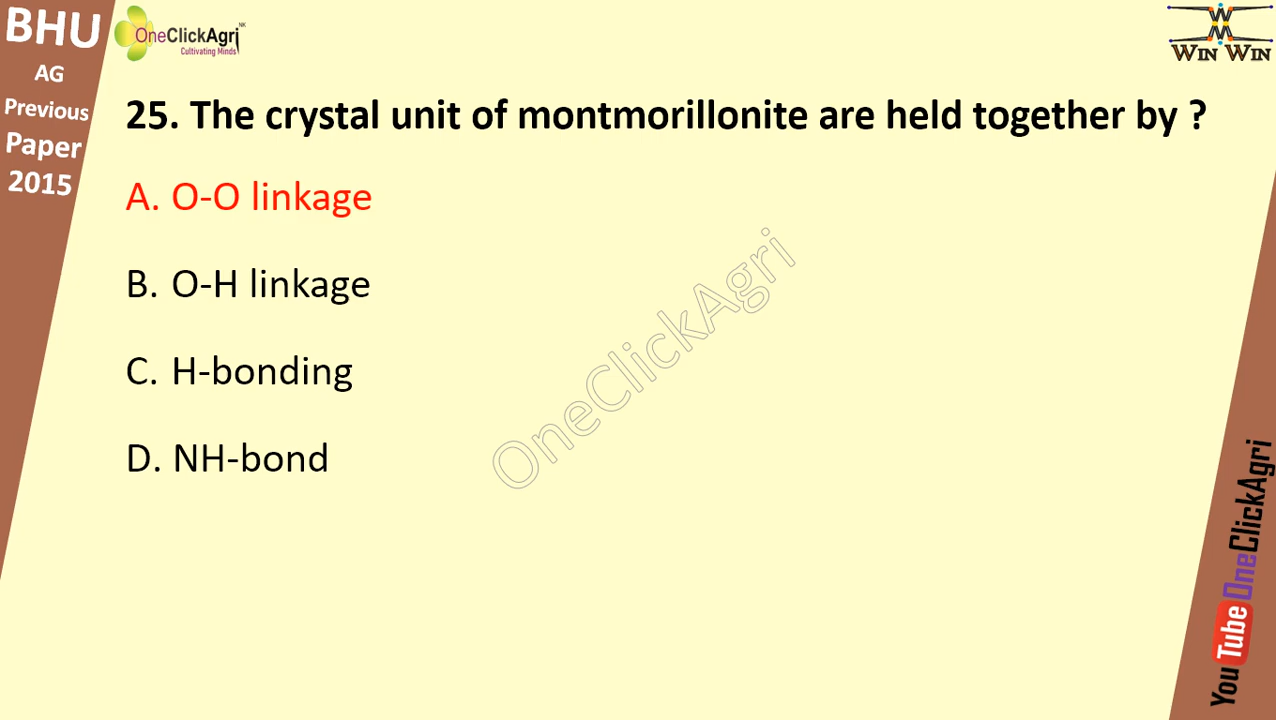 BHU
AG
Previous
Paper
2015
OneClickAgri NK
Cultivating Minds
WIN WIN
25. The crystal unit of montmorillonite are held together by ?
A. O-O linkage
B. O-H linkage
C. H-bonding
D. NH-bond
OneClickAgri
YouTube OneClickAgri